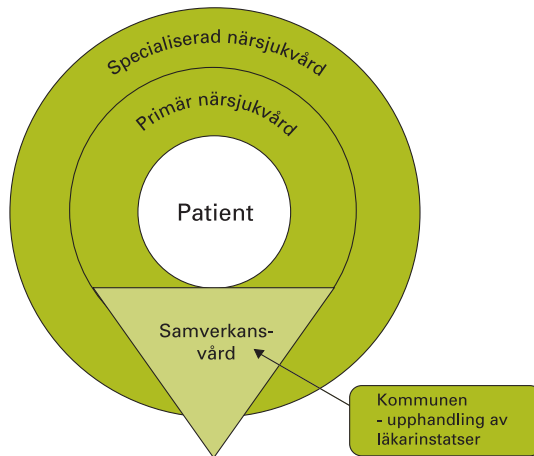 Specialiserad närsjukvård
Primär närsjukvård
Patient
Samverkans-
vård
Kommunen
- upphandling av
läkarinstatser